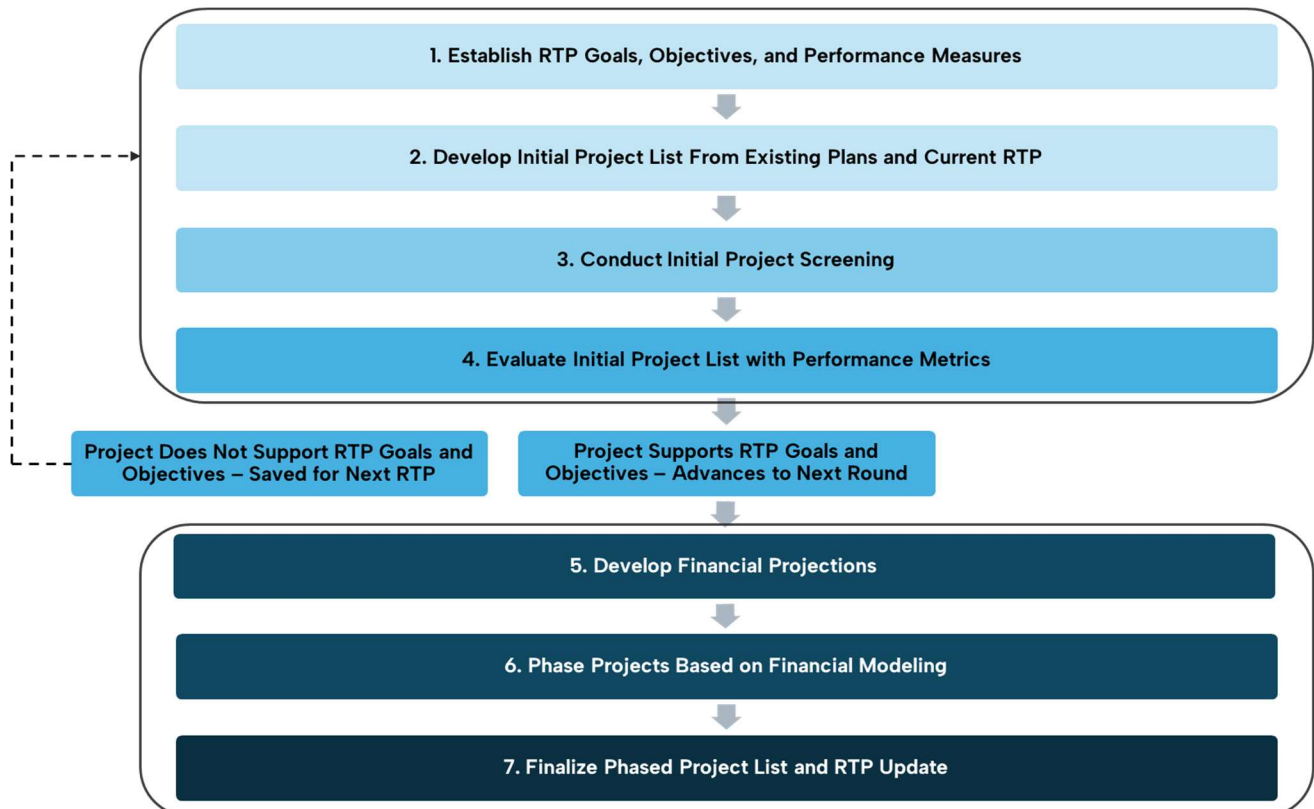 1. Establish RTP Goals, Objectives, and Performance Measures
2. Develop Initial Project List From Existing Plans and Current RTP
3. Conduct Initial Project Screening
4. Evaluate Initial Project List with Performance Metrics
Project Does Not Support RTP Goals and
Objectives – Saved for Next RTP
Project Supports RTP Goals and
Objectives – Advances to Next Round
5. Develop Financial Projections
6. Phase Projects Based on Financial Modeling
7. Finalize Phased Project List and RTP Update